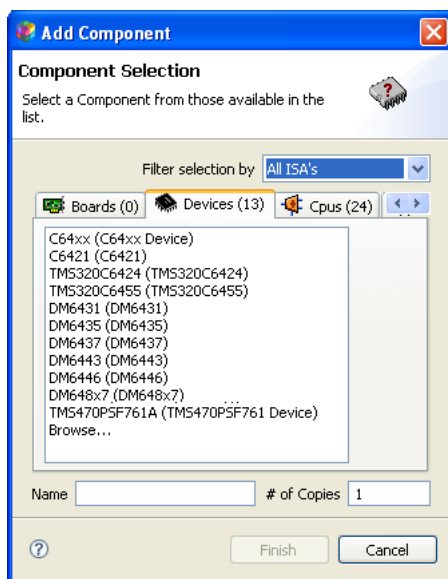 Add Component
Component Selection
Select a Component from those available in the
list.
Filter selection by All ISA's
Boards (0) Devices (13) Cpus (24)
C64xx (C64xx Device)
C6421 (C6421)
TMS320C6424 (TMS320C6424)
TMS320C6455 (TMS320C6455)
DM6431 (DM6431)
DM6435 (DM6435)
DM6437 (DM6437)
DM6443 (DM6443)
DM6446 (DM6446)
DM648x7 (DM648x7)
TMS470PSF761A (TMS470PSF761 Device)
Browse...
Name # of Copies 1
? Finish Cancel